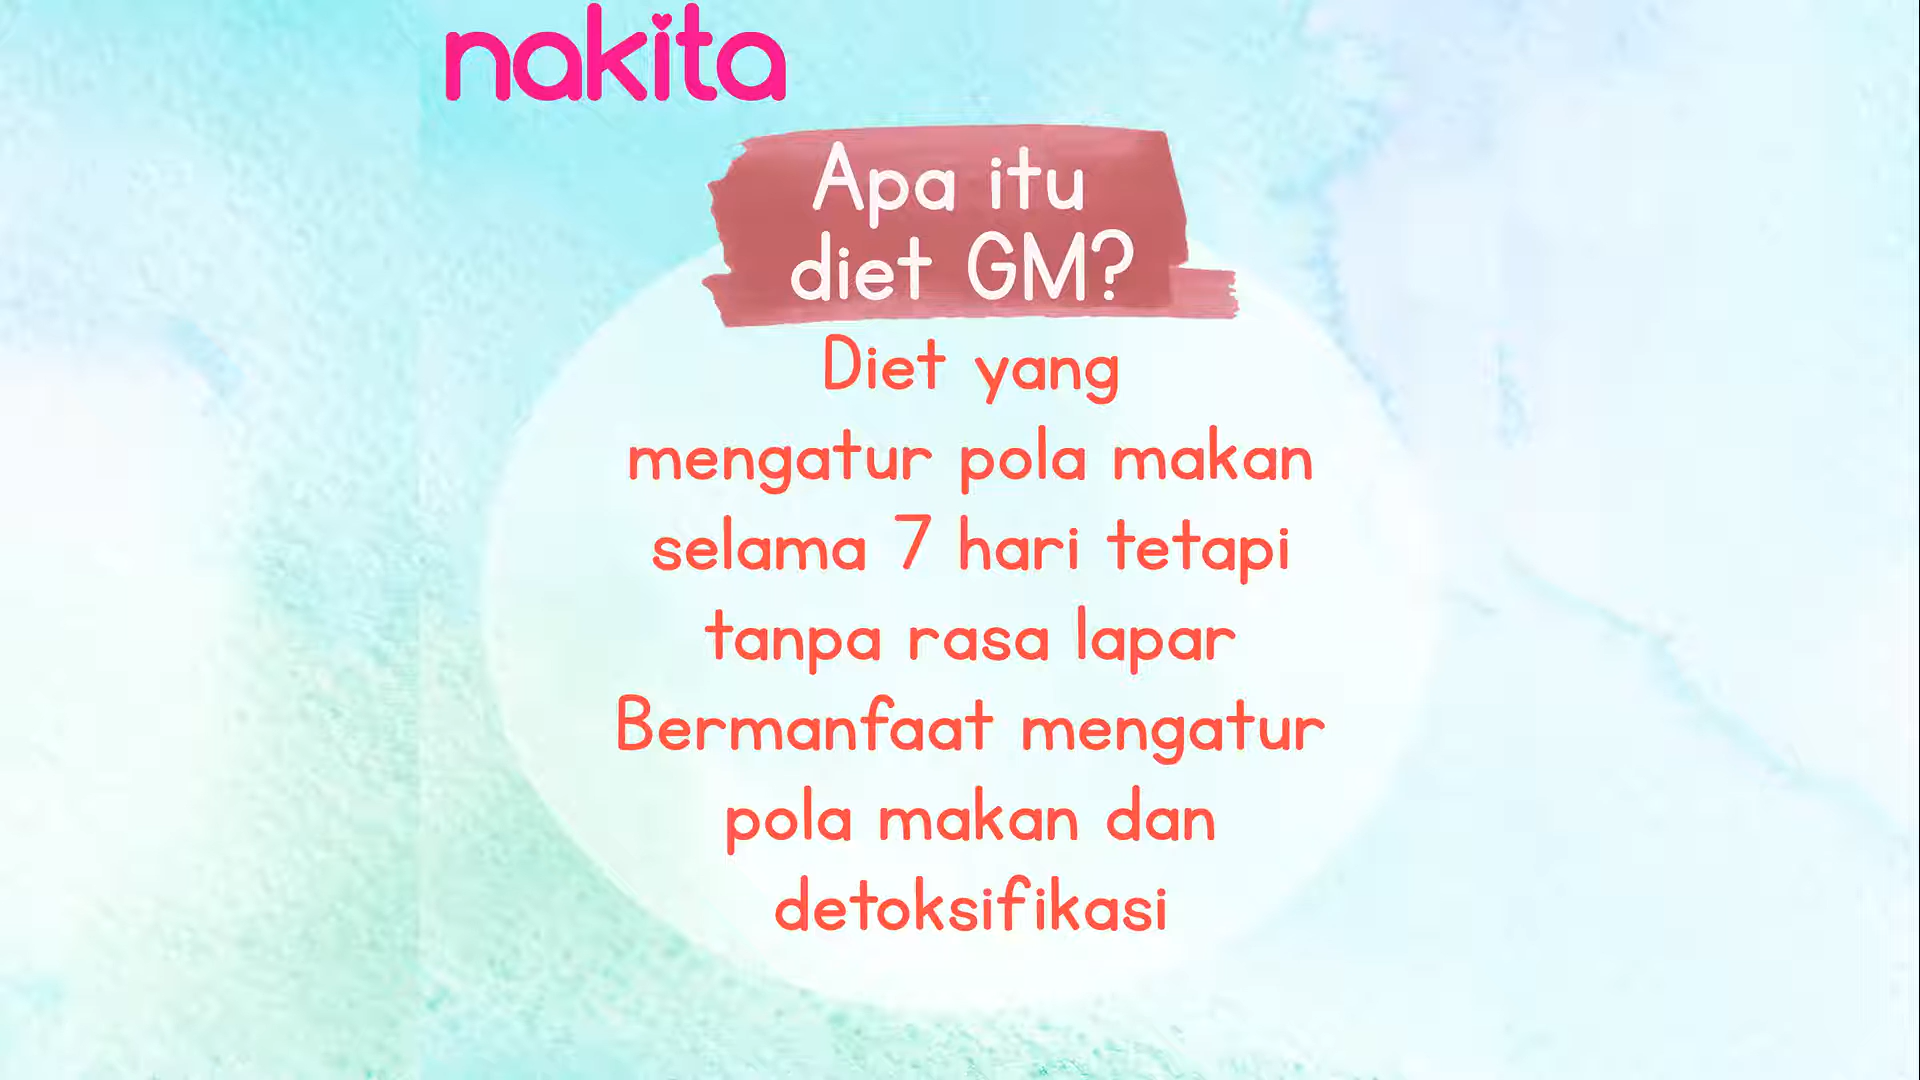 nakita
Apa itu
diet GM?
Diet yang
mengatur pola makan
selama 7 hari tetapi
tanpa rasa lapar
Bermanfaat mengatur
pola makan dan
detoksifikasi